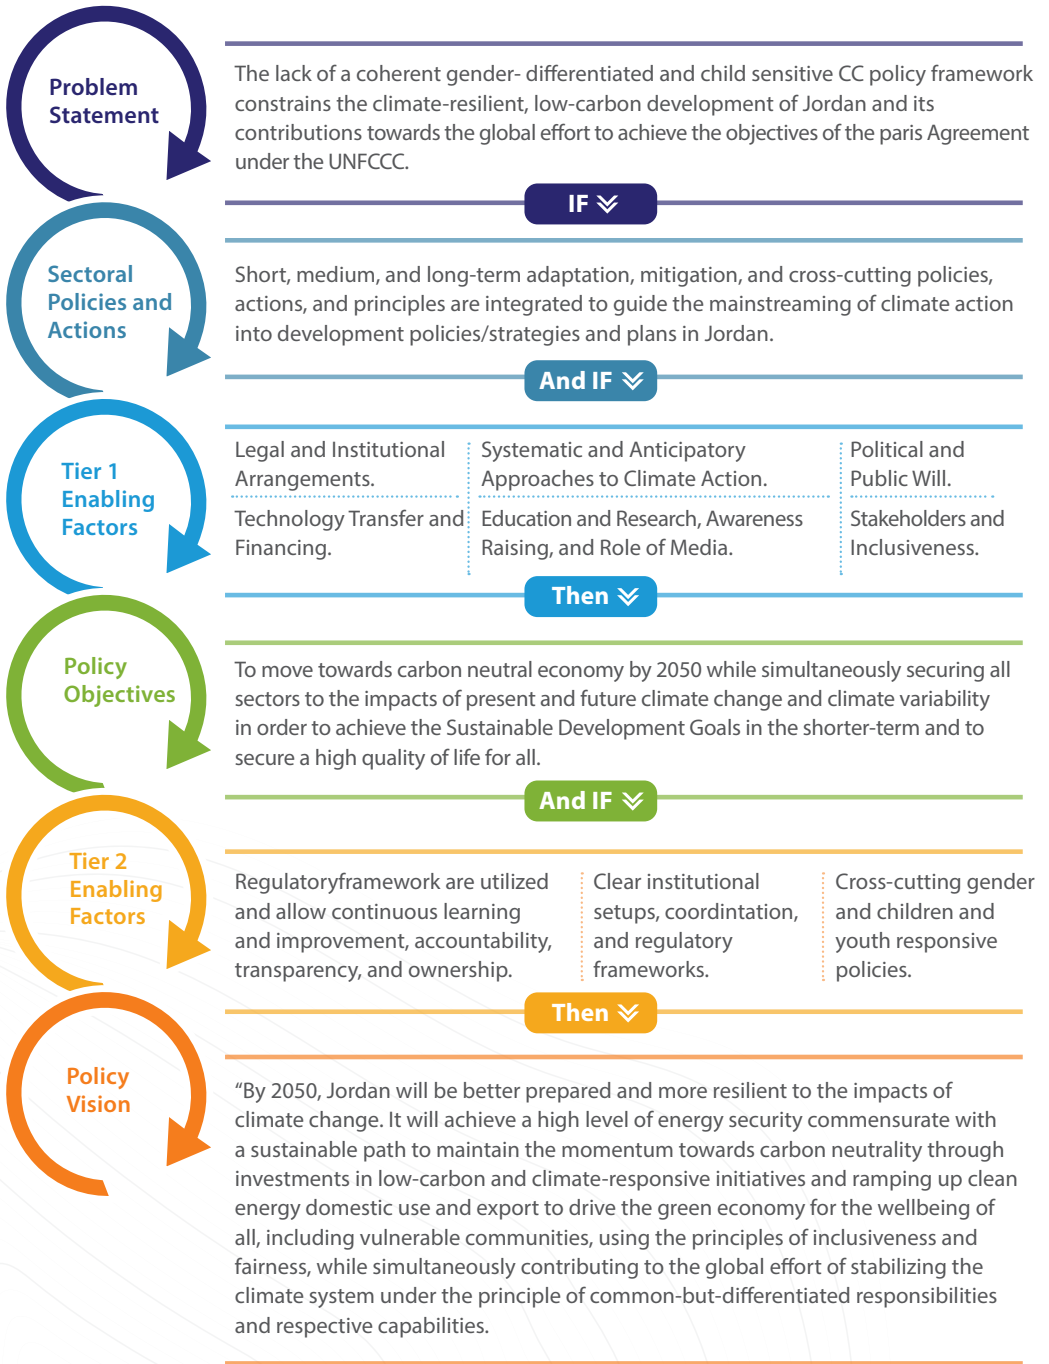 Problem
Statement
The lack of a coherent gender- differentiated and child sensitive CC policy framework
constrains the climate-resilient, low-carbon development of Jordan and its
contributions towards the global effort to achieve the objectives of the paris Agreement
under the UNFCCC.
IF
Sectoral
Policies and
Actions
Short, medium, and long-term adaptation, mitigation, and cross-cutting policies,
actions, and principles are integrated to guide the mainstreaming of climate action
into development policies/strategies and plans in Jordan.
And IF
Tier 1
Enabling
Factors
Legal and Institutional
Arrangements.
Systematic and Anticipatory
Approaches to Climate Action.
Political and
Public Will.
Technology Transfer and
Financing.
Education and Research, Awareness
Raising, and Role of Media.
Stakeholders and
Inclusiveness.
Then
Policy
Objectives
To move towards carbon neutral economy by 2050 while simultaneously securing all
sectors to the impacts of present and future climate change and climate variability
in order to achieve the Sustainable Development Goals in the shorter-term and to
secure a high quality of life for all.
And IF
Tier 2
Enabling
Factors
Regulatoryframework are utilized
and allow continuous learning
and improvement, accountability,
transparency, and ownership.
Clear institutional
setups, coordintation,
and regulatory
frameworks.
Cross-cutting gender
and children and
youth responsive
policies.
Then
Policy
Vision
“By 2050, Jordan will be better prepared and more resilient to the impacts of
climate change. It will achieve a high level of energy security commensurate with
a sustainable path to maintain the momentum towards carbon neutrality through
investments in low-carbon and climate-responsive initiatives and ramping up clean
energy domestic use and export to drive the green economy for the wellbeing of
all, including vulnerable communities, using the principles of inclusiveness and
fairness, while simultaneously contributing to the global effort of stabilizing the
climate system under the principle of common-but-differentiated responsibilities
and respective capabilities.